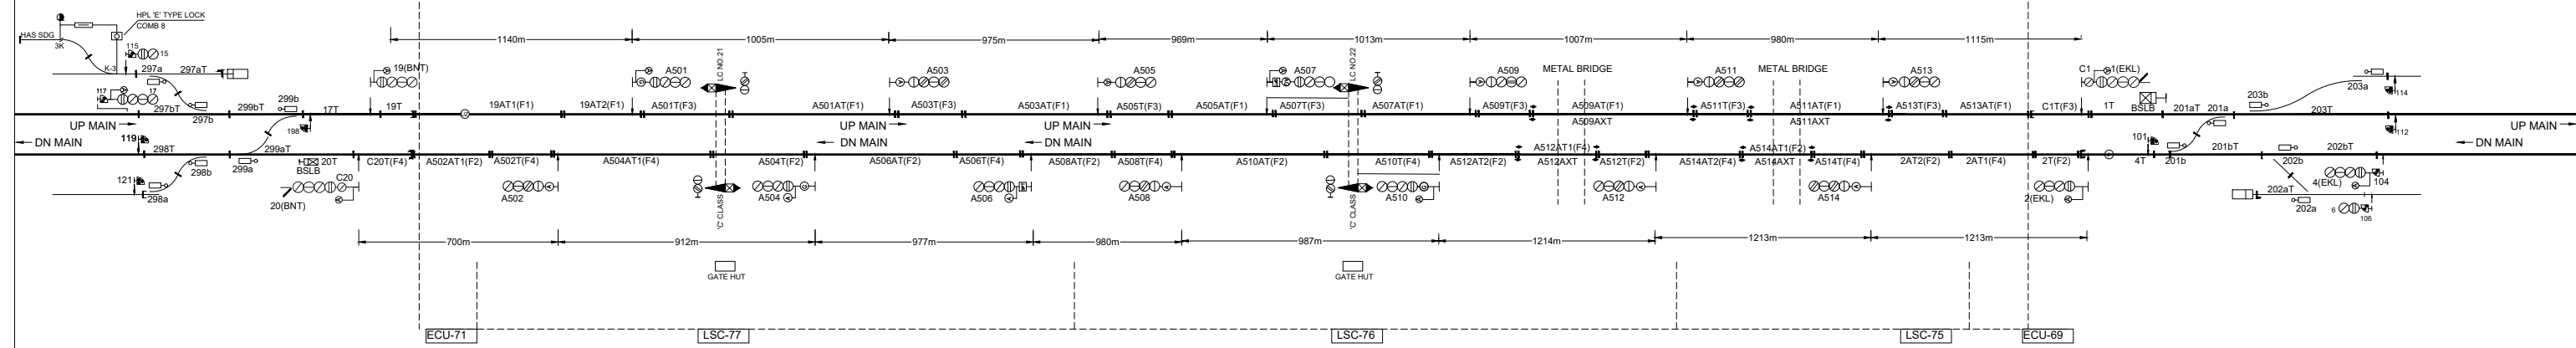 HPL 'E' TYPE LOCK
COMB 8
HAS SDG
3K
115
15
K-3
297a
297aT
117
17
297bT
297b
299bT
299b
17T
19T
19(BNT)
1140m
1005m
975m
969m
1013m
1007m
980m
1115m
A501
LC NO.21
A503
A505
A507
LC NO.22
A509
METAL BRIDGE
A511
METAL BRIDGE
A513
C1
1(EKL)
BSLB
203b
203a
114
19AT1(F1)
19AT2(F1)
A501T(F3)
A501AT(F1)
A503T(F3)
A503AT(F1)
A505T(F3)
A505AT(F1)
A507T(F3)
A507AT(F1)
A509T(F3)
A509AT(F1)
A509AXT
A511T(F3)
A511AT(F1)
A511AXT
A513T(F3)
A513AT(F1)
C1T(F3)
1T
201aT
201a
203T
112
UP MAIN
DN MAIN
119
198
UP MAIN
DN MAIN
UP MAIN
DN MAIN
101
UP MAIN
DN MAIN
298T
298b
299a
299aT
20T
BSLB
C20T(F4)
A502AT1(F2)
A502T(F4)
A504AT1(F4)
A504T(F2)
A506AT(F2)
A506T(F4)
A508AT(F2)
A508T(F4)
A510AT(F2)
A510T(F4)
A512AT2(F2)
A512AT1(F4)
A512AXT
A512T(F2)
A514AT2(F4)
A514AT1(F2)
A514AXT
A514T(F4)
2AT2(F2)
2AT1(F4)
2T(F2)
4T
201b
201bT
202b
202bT
121
298a
20(BNT)
C20
A502
'C' CLASS
A504
A506
A508
'C' CLASS
A510
A512
A514
2(EKL)
202aT
202a
4(EKL)
104
6
106
700m
912m
977m
980m
987m
1214m
1213m
1213m
GATE HUT
GATE HUT
ECU-71
LSC-77
LSC-76
LSC-75
ECU-69